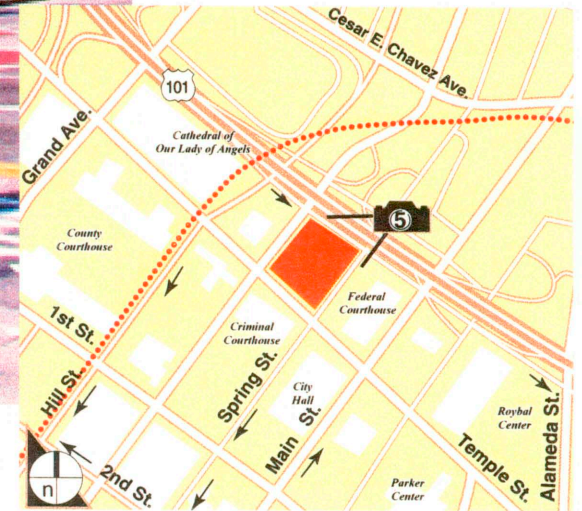 Cesar E. Chavez Ave.
101
Grand Ave.
Cathedral of
Our Lady of Angels
5
County
Courthouse
Federal
Courthouse
1st St.
Criminal
Courthouse
Hill St.
Spring St.
City
Hall
Main St.
Roybal
Center
Alameda St.
Temple St.
2nd St.
Parker
Center
n